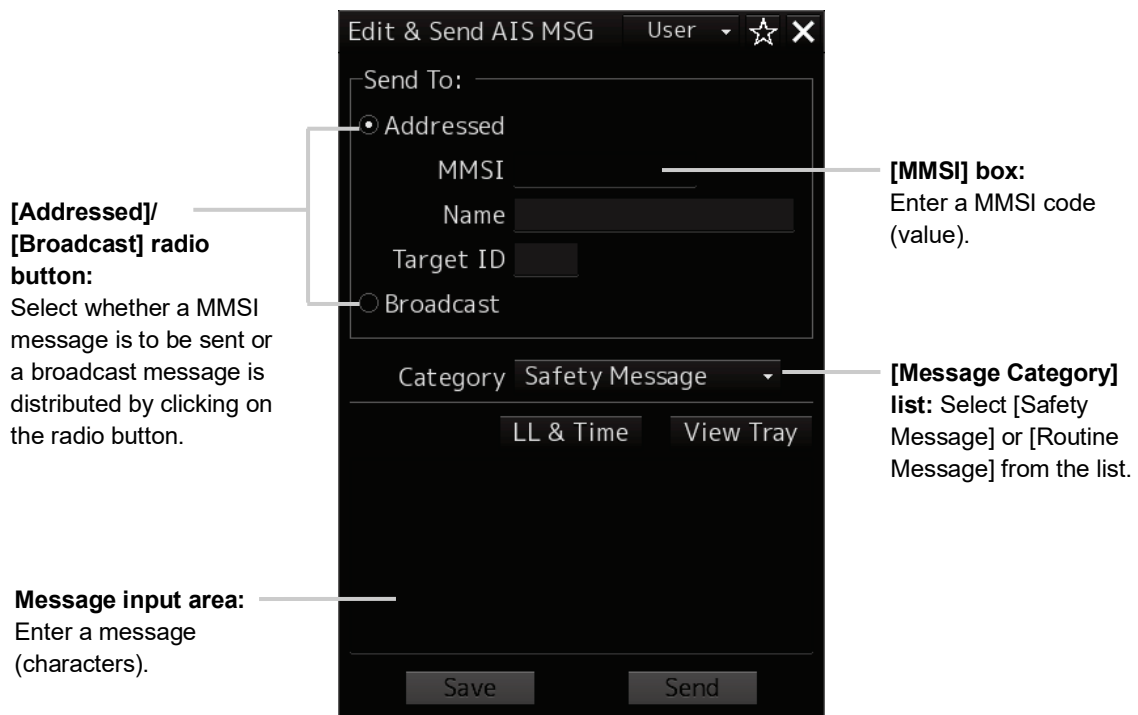 Edit & Send AIS MSG User
Send To:
Addressed
MMSI
Name
Target ID
Broadcast
Category Safety Message
LL & Time View Tray
Save Send
[Addressed]/
[Broadcast] radio
button:
Select whether a MMSI
message is to be sent or
a broadcast message is
distributed by clicking on
the radio button.
Message input area:
Enter a message
(characters).
[MMSI] box:
Enter a MMSI code
(value).
[Message Category]
list: Select [Safety
Message] or [Routine
Message] from the list.